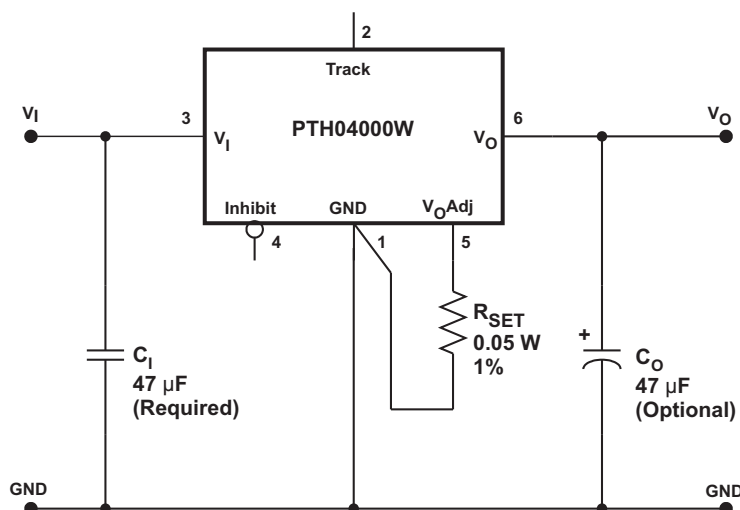 2
Track
V_I
3
V_I
PTH04000W
V_O
6
V_O
Inhibit
GND
V_OAdj
4
1
5
R_SET
0.05 W
1%
C_I
47 µF
(Required)
+
C_O
47 µF
(Optional)
GND
GND